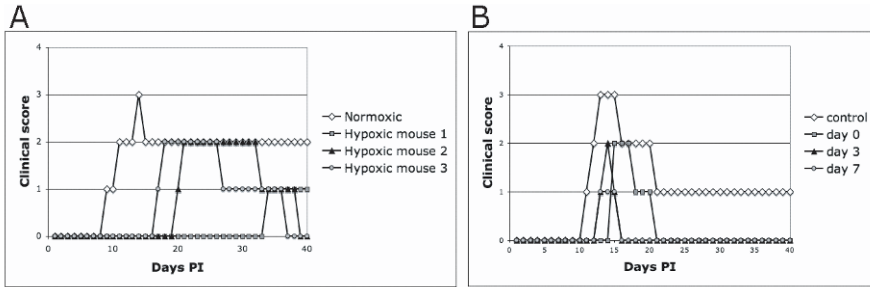 A
Clinical score
4
3
2
1
0
0
10
20
30
40
Days PI
Normoxic
Hypoxic mouse 1
Hypoxic mouse 2
Hypoxic mouse 3
B
Clinical score
4
3
2
1
0
0
5
10
15
20
25
30
35
40
Days PI
control
day 0
day 3
day 7